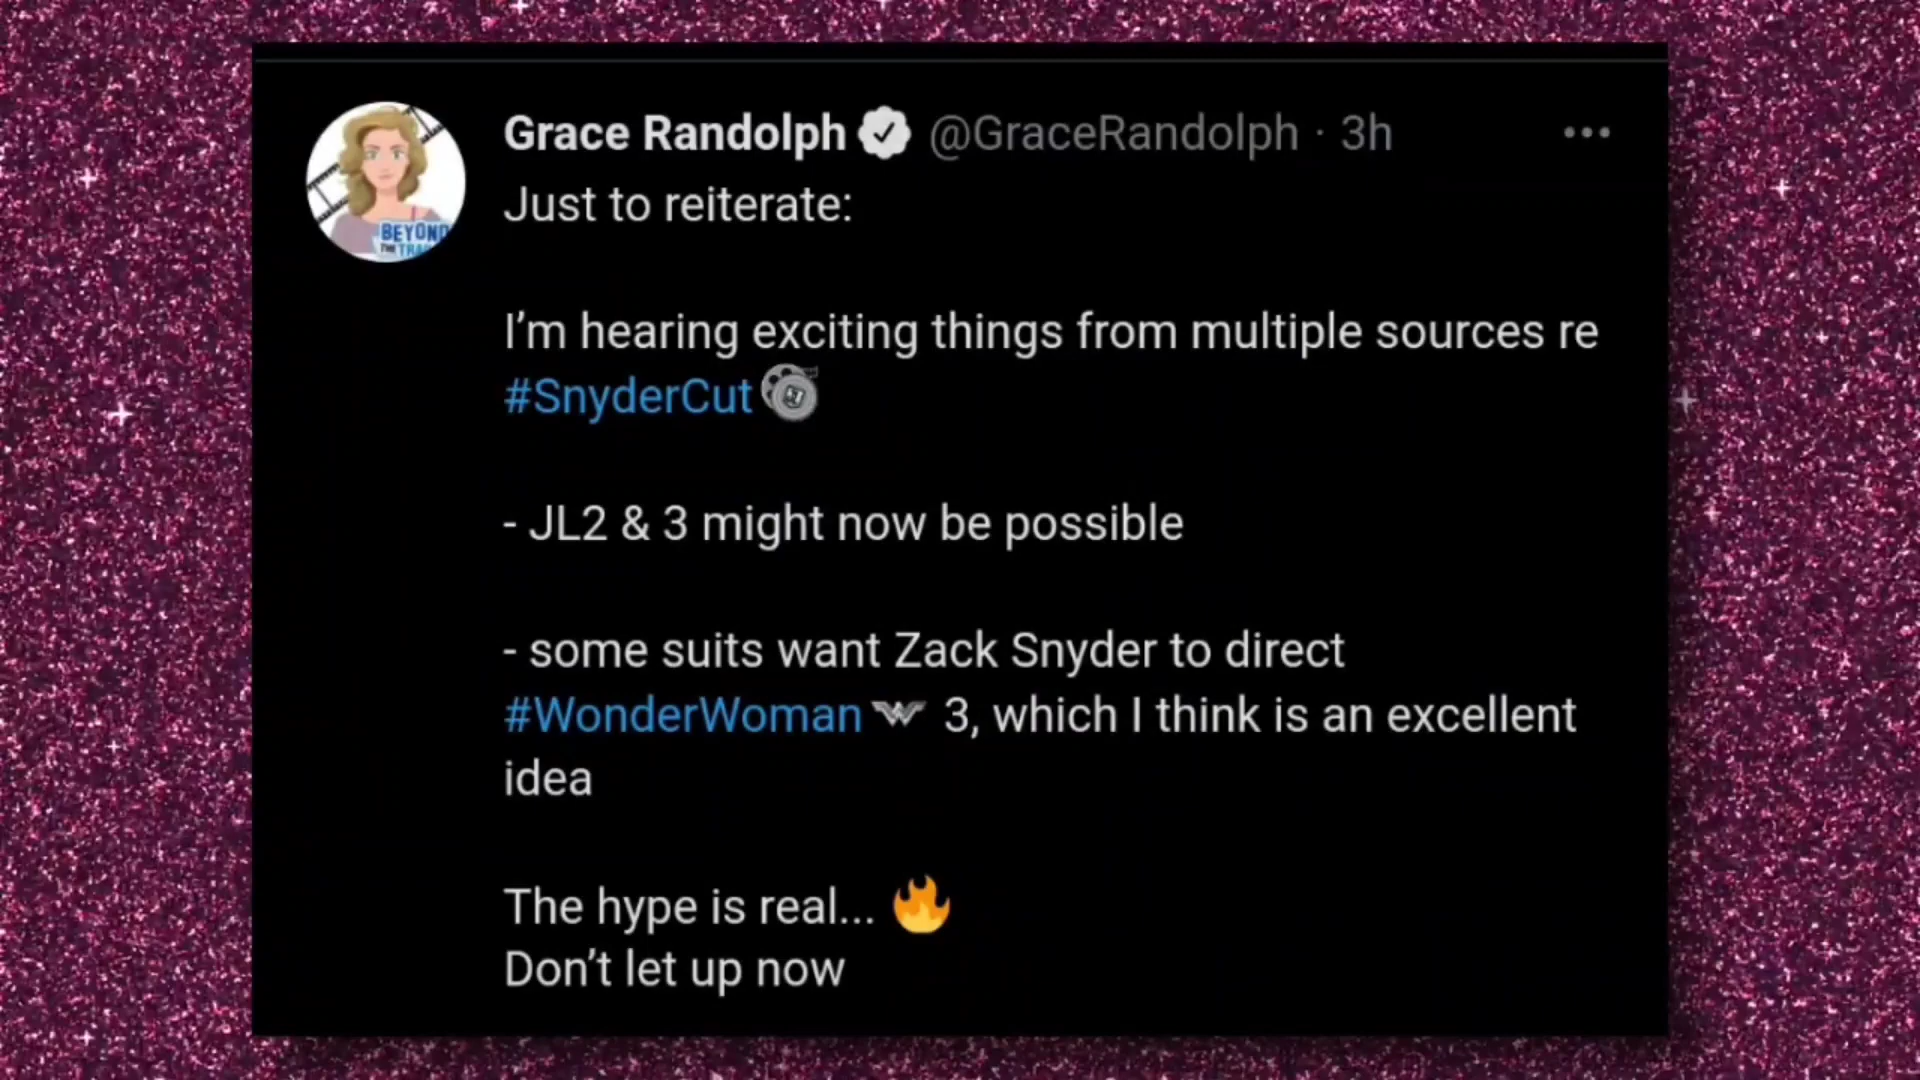 Grace Randolph @GraceRandolph · 3h
Just to reiterate:
I'm hearing exciting things from multiple sources re
#SnyderCut
- JL2 & 3 might now be possible
- some suits want Zack Snyder to direct
#WonderWoman 3, which I think is an excellent
idea
The hype is real... 🔥
Don't let up now
BEYOND
THE